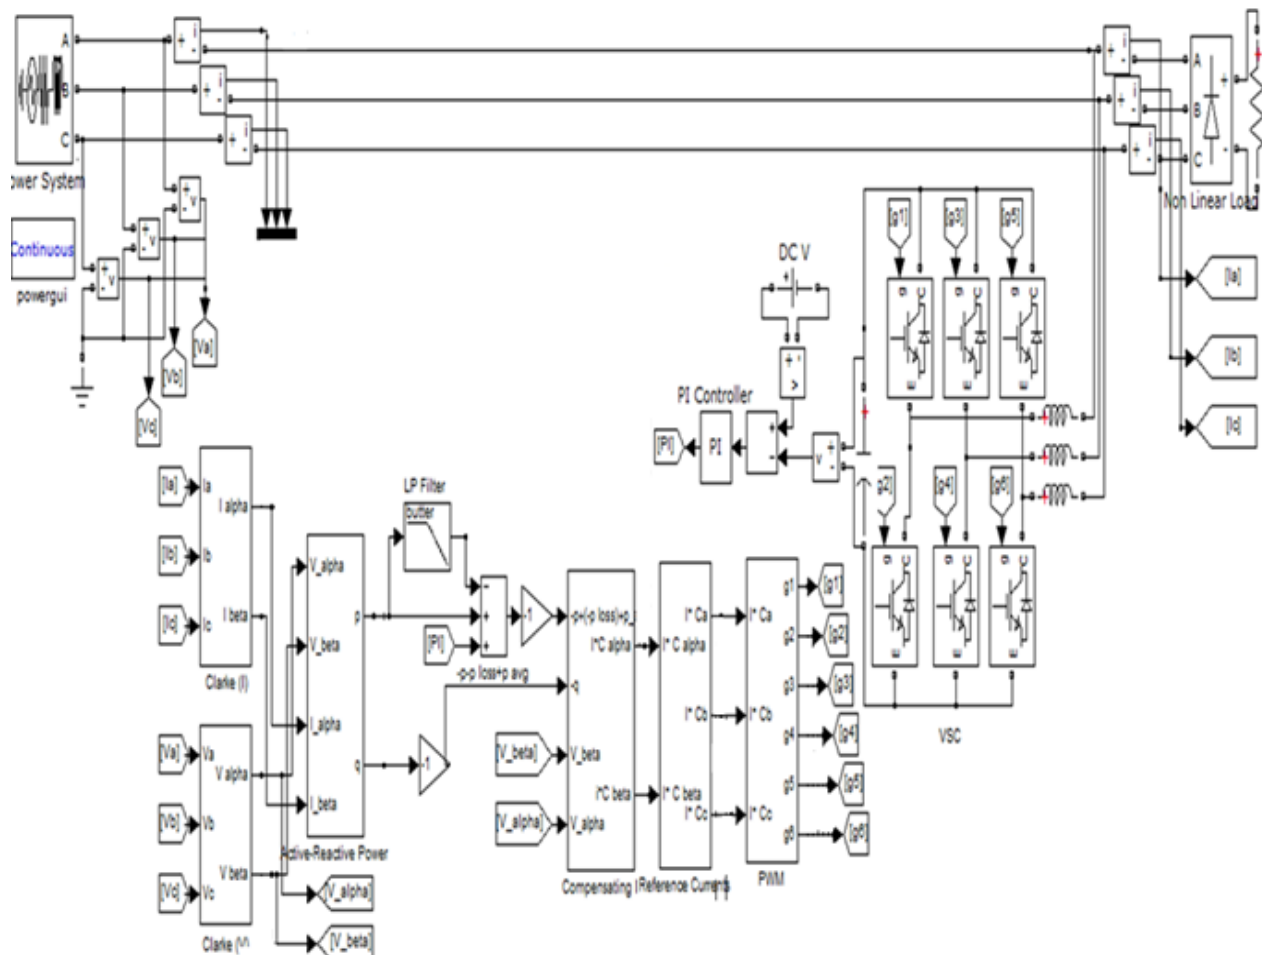 A
B
C
ower System
Continuous
powergui
+
-
i
+
-
i
+
-
i
+
-
v
+
-
v
+
-
v
[Va]
[Vb]
[Vc]
i
+
-
i
+
-
i
+
-
A
B
C
+
-
Non Linear Load
[Ia]
[Ib]
[Ic]
DC V
+
PI Controller
[PI]
PI
+
-
v
+
-
[g1]
[g3]
[g5]
g C
E
g C
E
g C
E
g2]
[g4]
[g6]
g C
E
g C
E
g C
E
VSC
[Ia]
[Ib]
[Ic]
Ia
Ib
Ic
I alpha
I beta
Clarke (I)
[Va]
[Vb]
[Vc]
Va
Vb
Vc
V alpha
V beta
V_alpha
V_beta
I_alpha
I_beta
p
q
Active-Reactive Power
[V_alpha]
[V_beta]
LP Filter
butter
[PI]
-
+
+
-1
-p-p loss+p avg
-1
[V_beta]
[V_alpha]
-p+(-p loss)+p_
-q
V_beta
V_alpha
I*C alpha
I*C beta
Compensating I
I* C alpha
I* C beta
I* Ca
I* Cb
I* Cc
Reference Currents
I* Ca
I* Cb
I* Cc
g1
g2
g3
g4
g5
g6
PWM
[g1]
[g2]
[g3]
[g4]
[g5]
[g6]